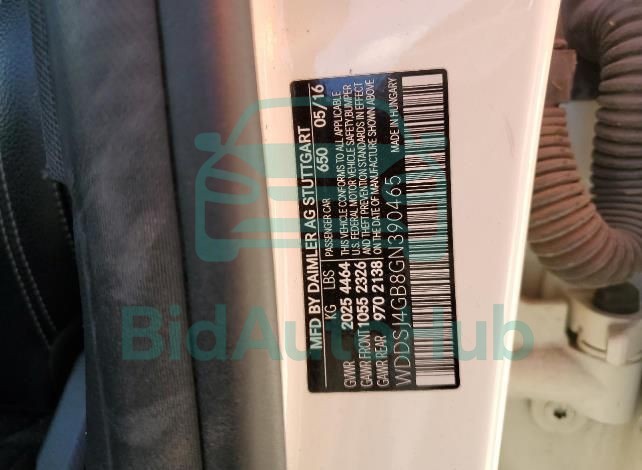 MFD BY DAIMLER AG STUTTGART 05/16
KG LBS PASSENGER CAR 650
GVWR 2025 4464 THIS VEHICLE CONFORMS TO ALL APPLICABLE
GAWR FRONT 1055 2326 U.S. FEDERAL MOTOR VEHICLE SAFETY, BUMPER
GAWR REAR 970 2138 AND THEFT PREVENTION STANDARDS IN EFFECT
ON THE DATE OF MANUFACTURE SHOWN ABOVE
MADE IN HUNGARY
WDDSJ4GB8GN390465
BidAutoHub